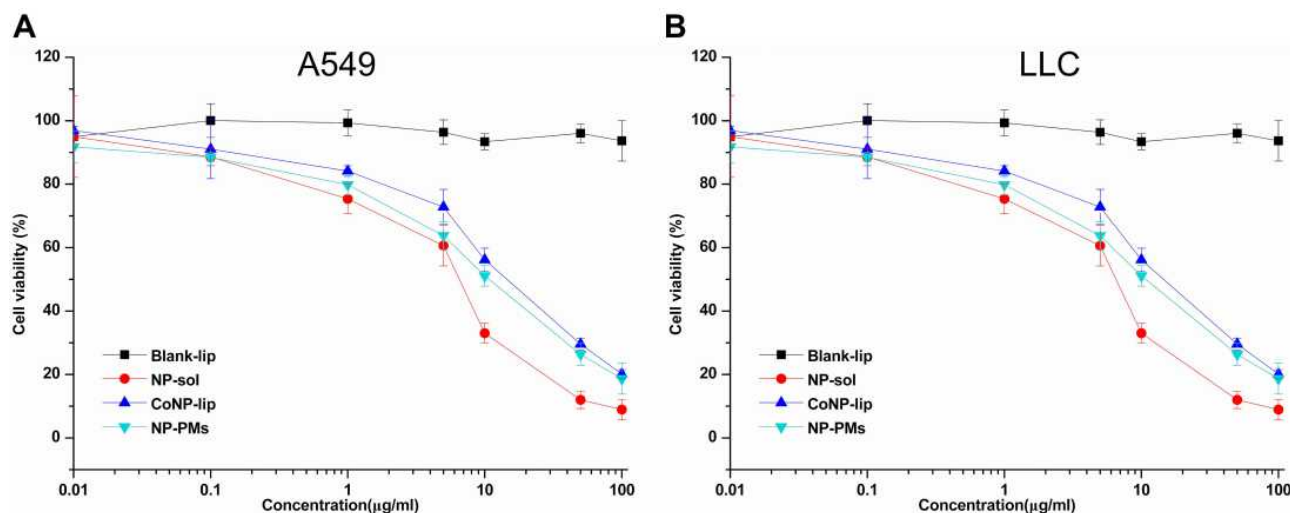 A
A549
120
100
80
60
40
20
0
Cell viability (%)
Blank-lip
NP-sol
CoNP-lip
NP-PMs
0.01
0.1
1
10
100
Concentration(μg/ml)
B
LLC
120
100
80
60
40
20
0
Cell viability (%)
Blank-lip
NP-sol
CoNP-lip
NP-PMs
0.01
0.1
1
10
100
Concentration(μg/ml)